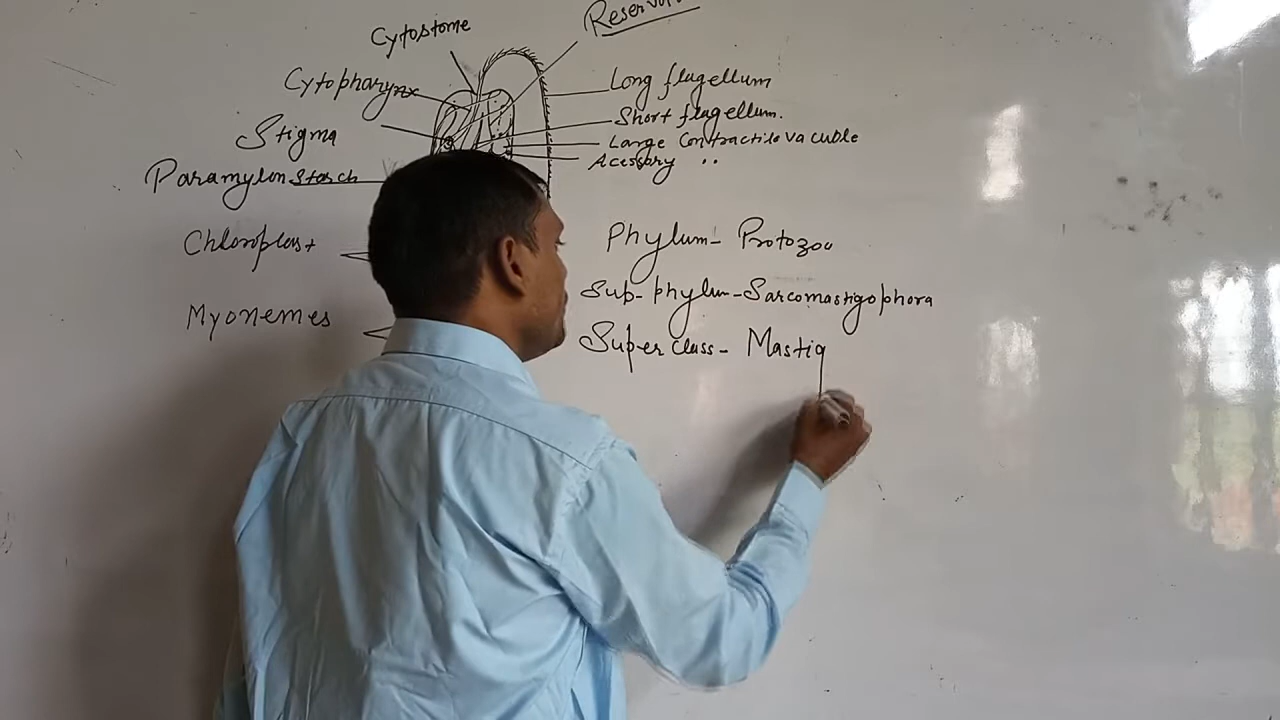 Cytostome
Reservoi
Cytopharynx
Long flagellum
Stigma
Short flagellum.
Large Contractile vacuole
Acessory ,,
Paramylon starch
Chloroplast
Phylum- Protozoa
Sub- phylum - Sarcomastigophora
Myonemes
Super class - Mastig